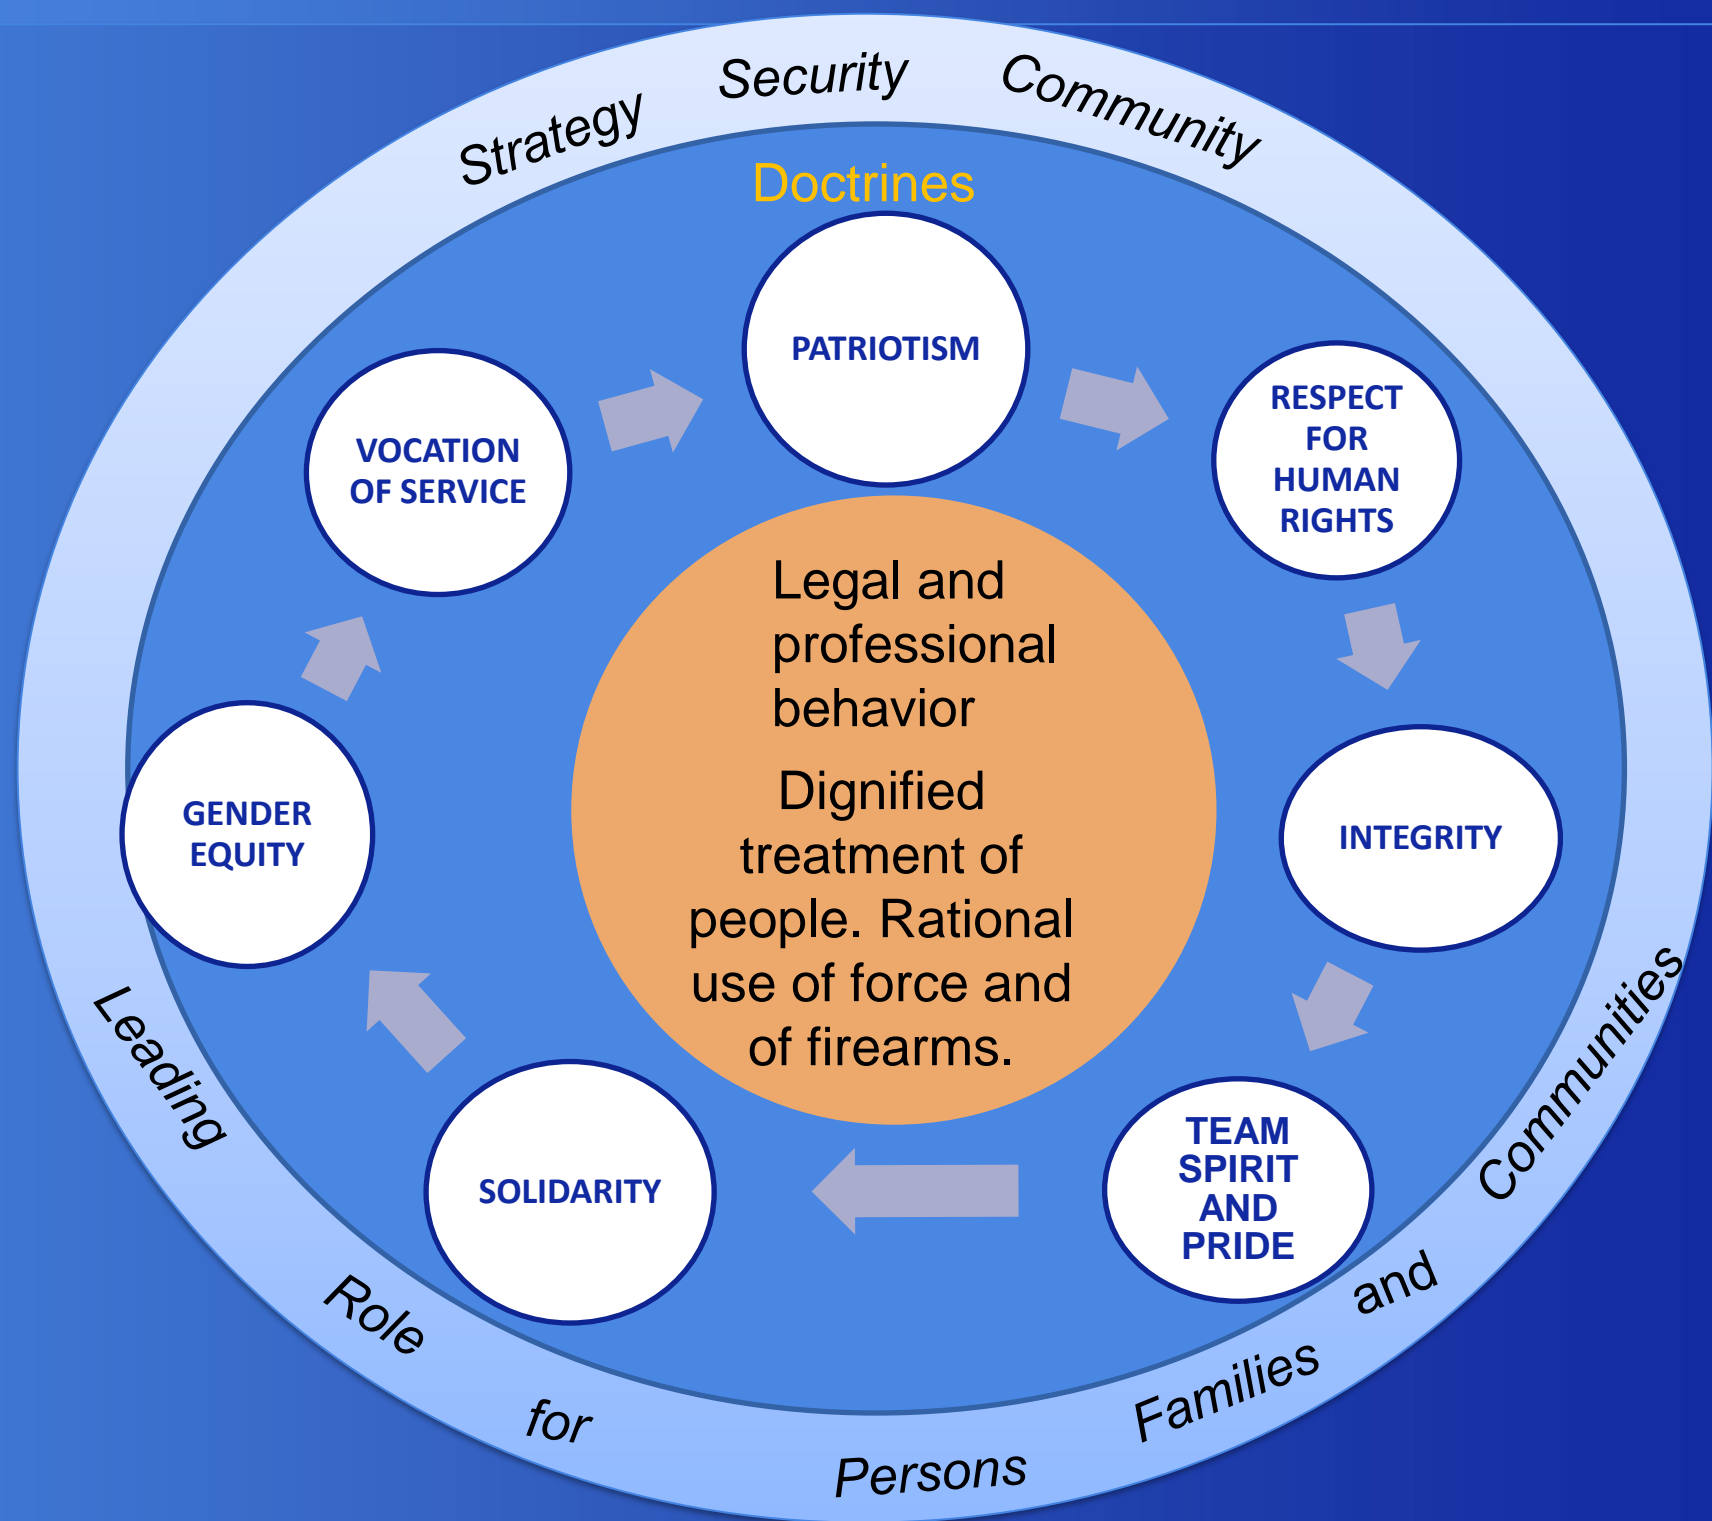 Strategy Security Community
Doctrines
PATRIOTISM
RESPECT
FOR
HUMAN
RIGHTS
INTEGRITY
TEAM
SPIRIT
AND
PRIDE
SOLIDARITY
GENDER
EQUITY
VOCATION
OF SERVICE
Legal and
professional
behavior
Dignified
treatment of
people. Rational
use of force and
of firearms.
Leading Role for Persons Families and Communities